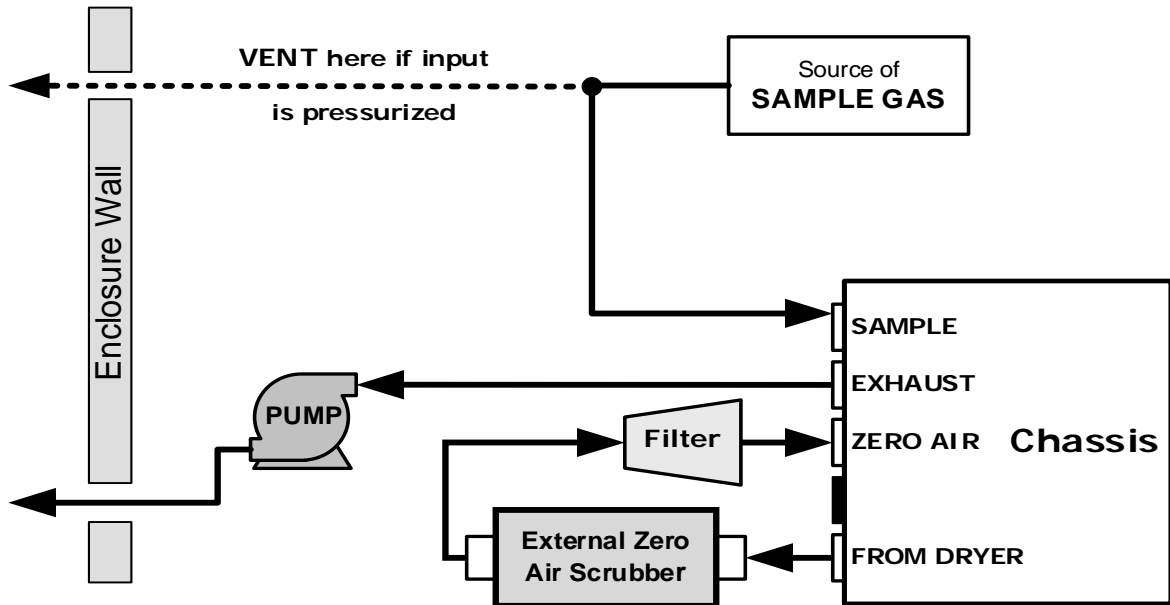 VENT here if input
is pressurized
Source of
SAMPLE GAS
Enclosure Wall
SAMPLE
EXHAUST
PUMP
Filter
ZERO AIR
Chassis
External Zero
Air Scrubber
FROM DRYER